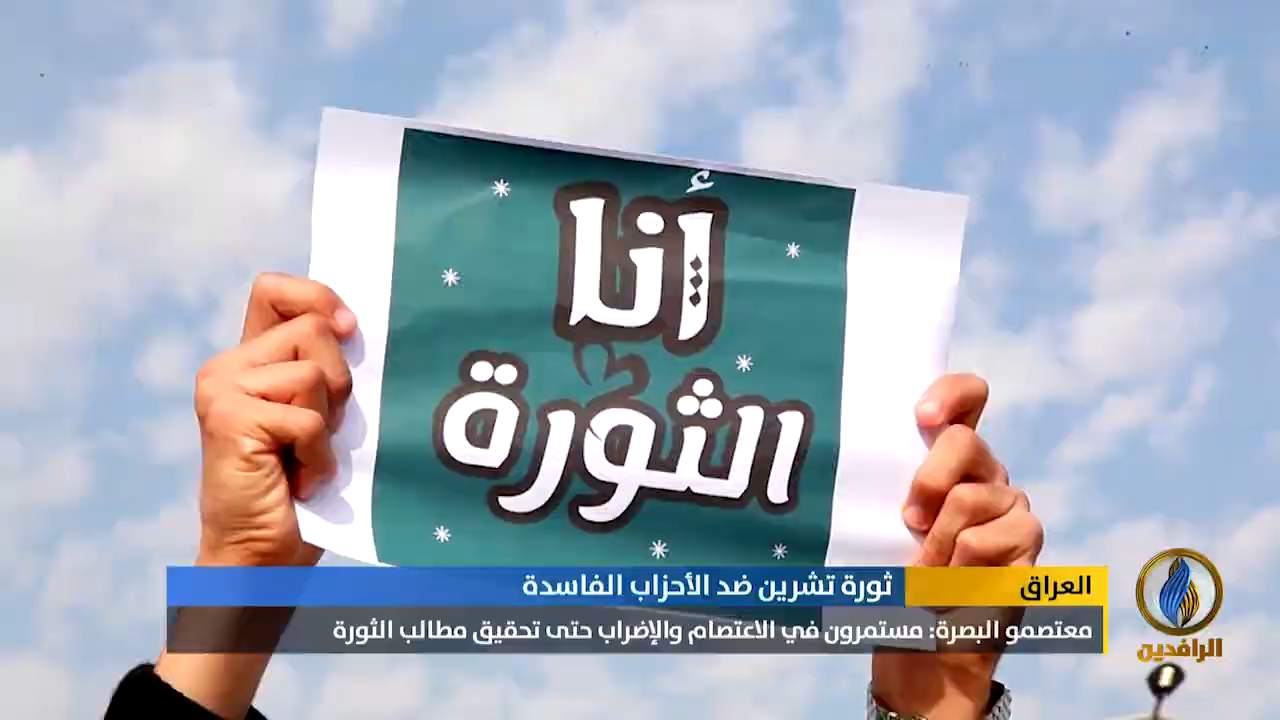 أنا
الثورة
العراق
ثورة تشرين ضد الأحزاب الفاسدة
معتصمو البصرة: مستمرون في الاعتصام والإضراب حتى تحقيق مطالب الثورة
الرافدين